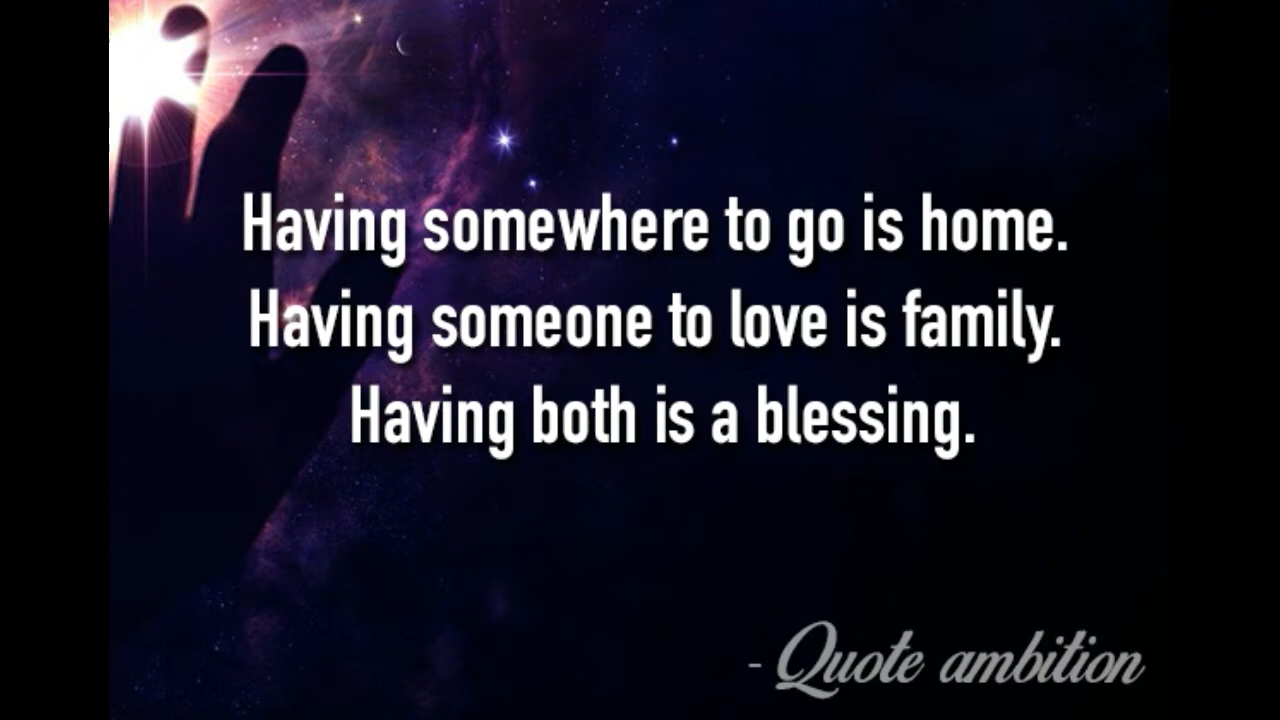 Having somewhere to go is home.
Having someone to love is family.
Having both is a blessing.
- Quote ambition